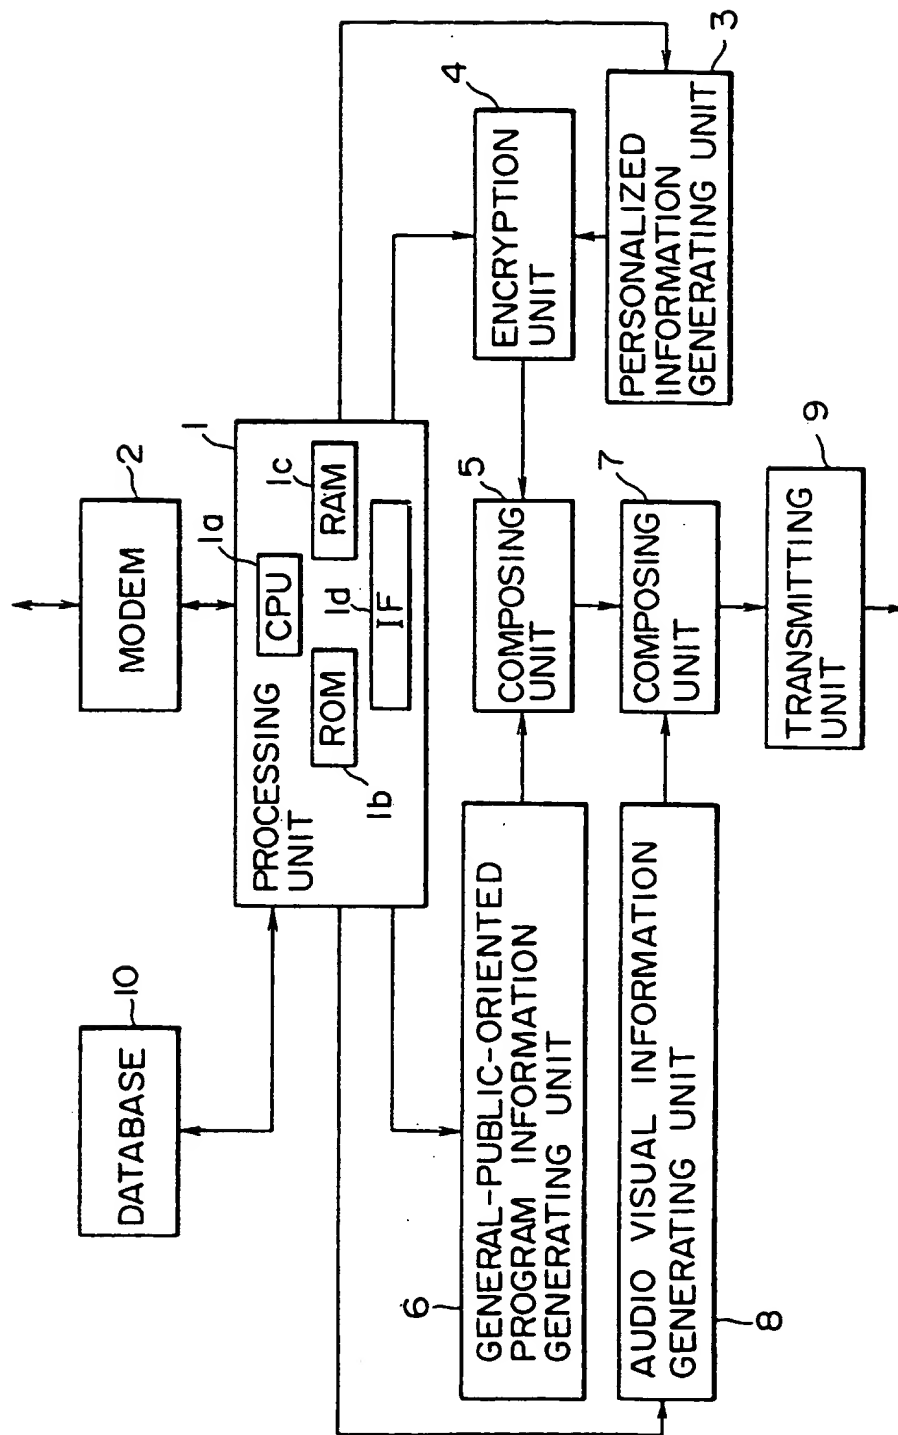 DATABASE
10
MODEM
2
PROCESSING
UNIT
1
CPU
1a
ROM
1b
RAM
1c
IF
1d
GENERAL-PUBLIC-ORIENTED
PROGRAM INFORMATION
GENERATING UNIT
6
COMPOSING
UNIT
5
ENCRYPTION
UNIT
4
AUDIO VISUAL INFORMATION
GENERATING UNIT
8
COMPOSING
UNIT
7
PERSONALIZED
INFORMATION
GENERATING UNIT
3
TRANSMITTING
UNIT
9